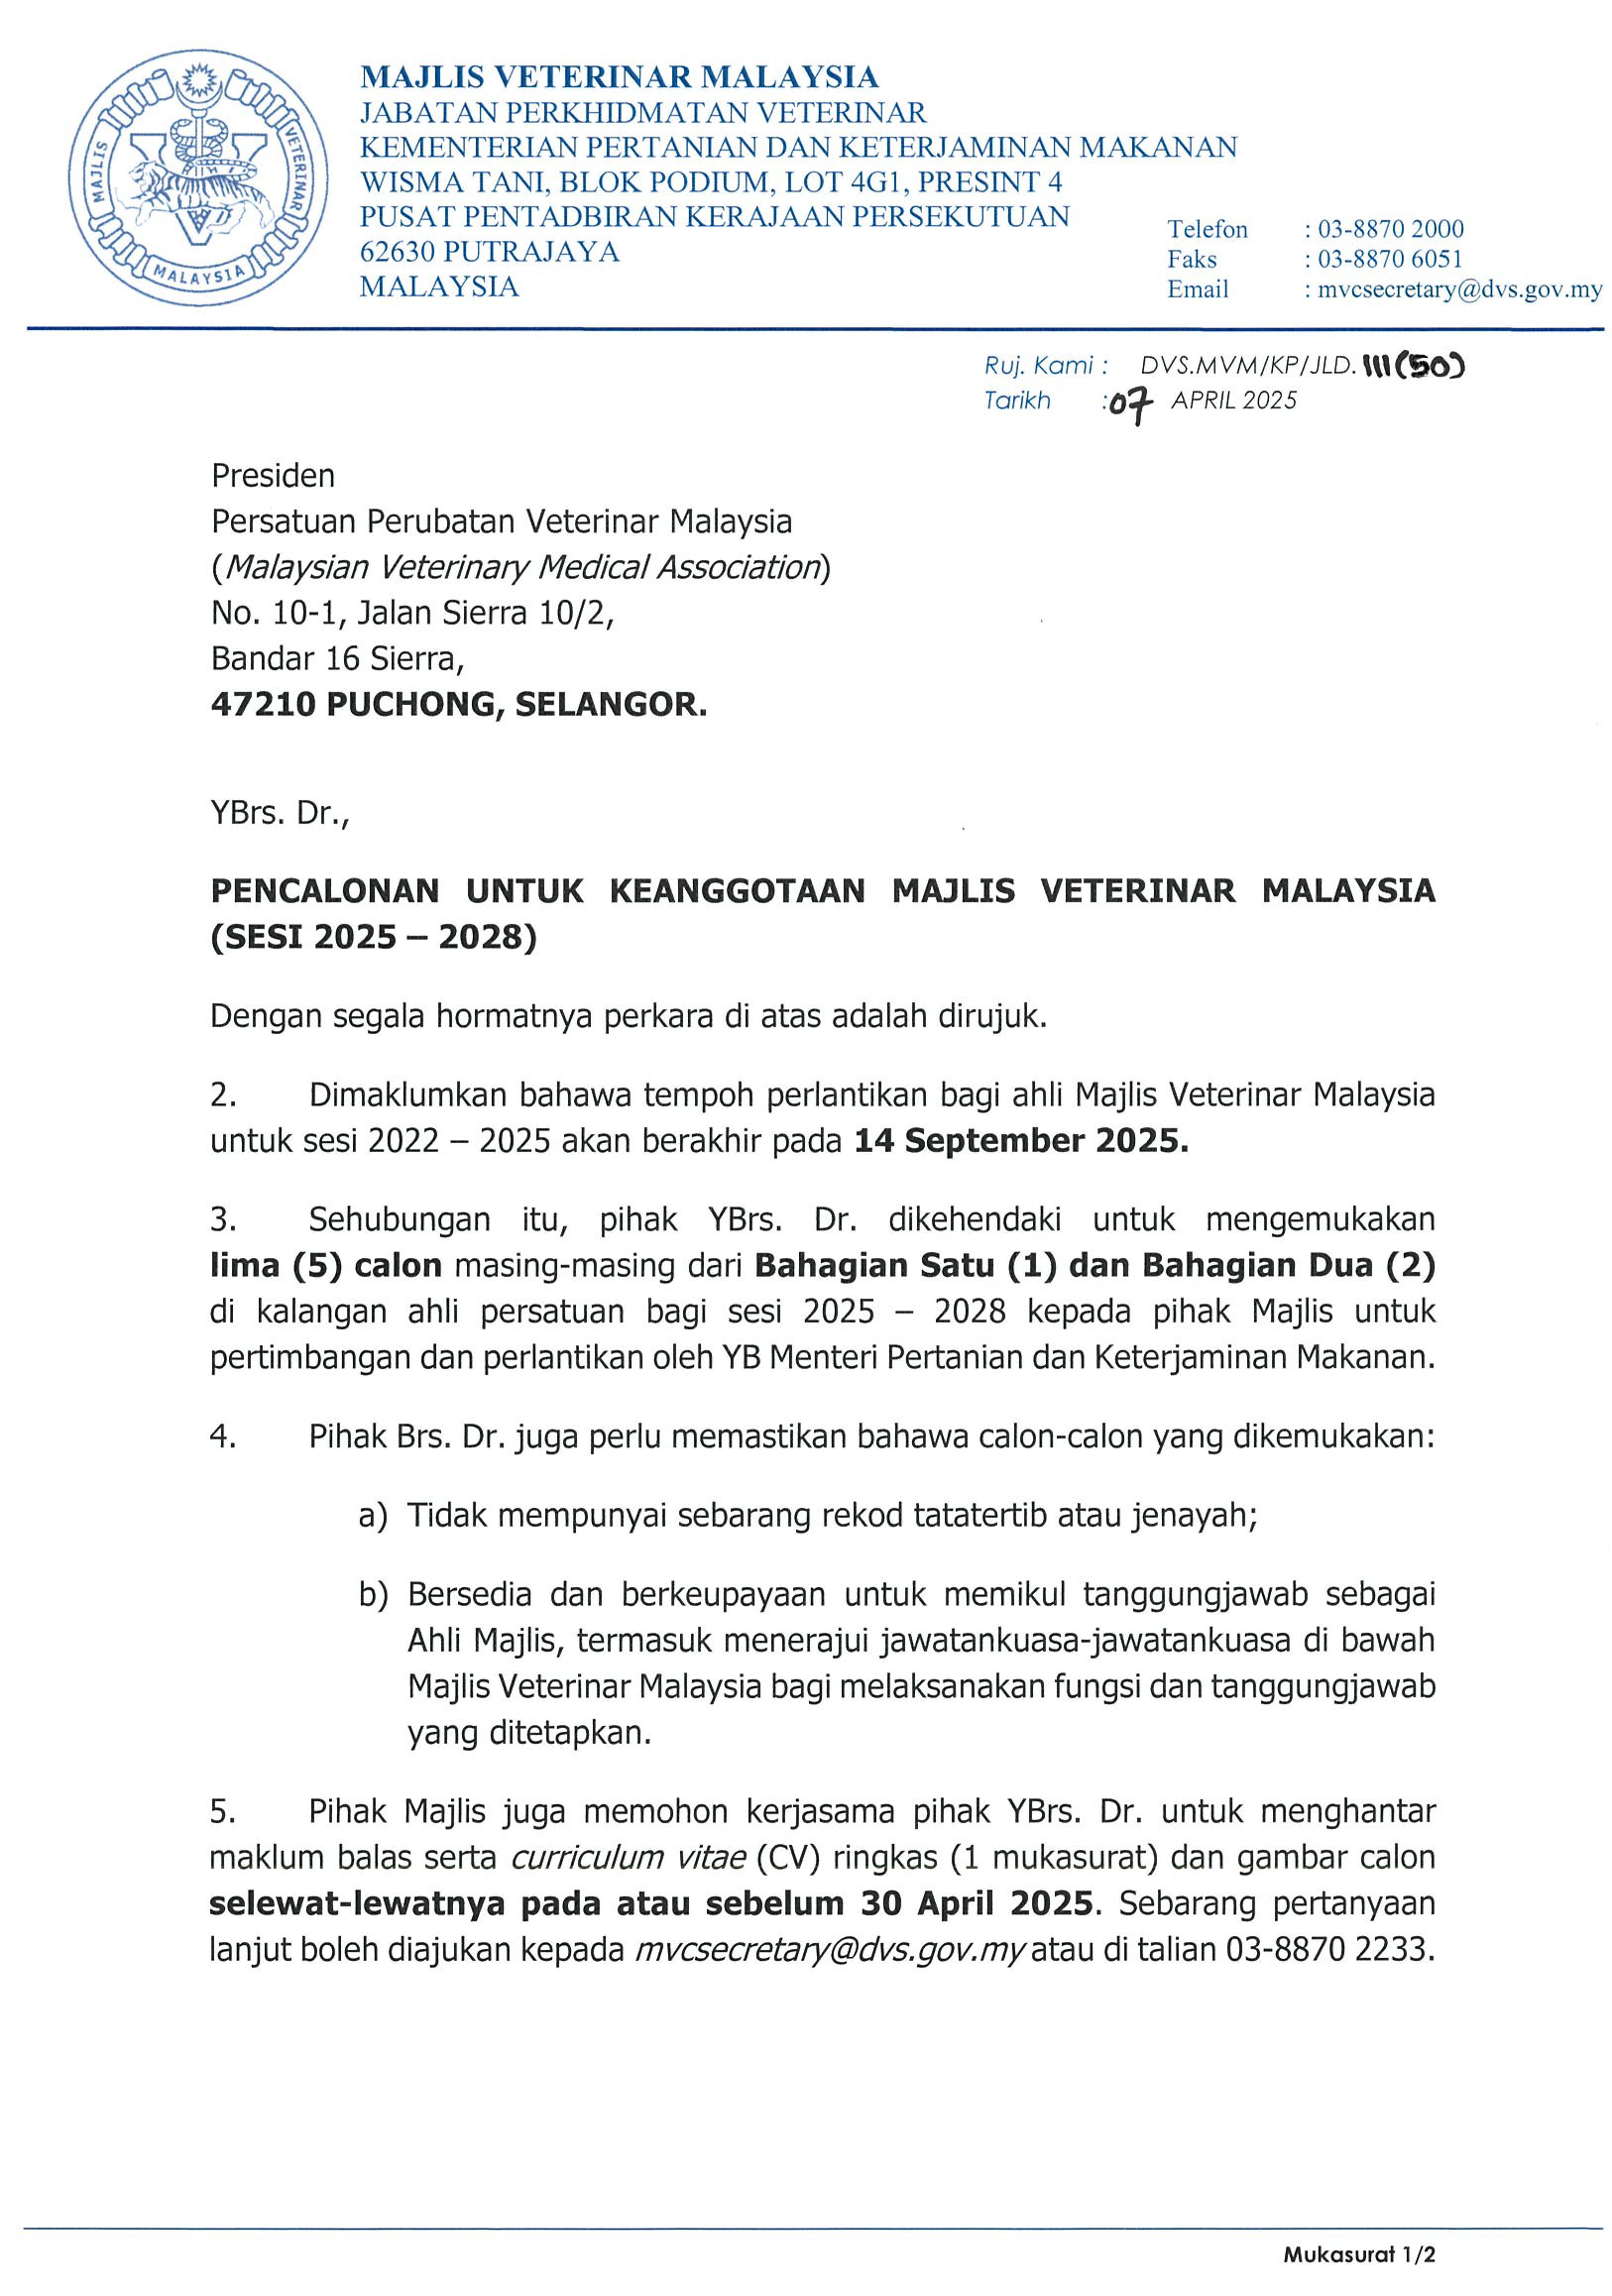 MAJLIS VETERINAR MALAYSIA
MAJLIS VETERINAR MALAYSIA
JABATAN PERKHIDMATAN VETERINAR
KEMENTERIAN PERTANIAN DAN KETERJAMINAN MAKANAN
WISMA TANI, BLOK PODIUM, LOT 4G1, PRESINT 4
PUSAT PENTADBIRAN KERAJAAN PERSEKUTUAN
62630 PUTRAJAYA
MALAYSIA
Telefon : 03-8870 2000
Faks : 03-8870 6051
Email : mvcsecretary@dvs.gov.my
Ruj. Kami : DVS.MVM/KP/JLD. III(50)
Tarikh : 07 APRIL 2025
Presiden
Persatuan Perubatan Veterinar Malaysia
(Malaysian Veterinary Medical Association)
No. 10-1, Jalan Sierra 10/2,
Bandar 16 Sierra,
47210 PUCHONG, SELANGOR.
YBrs. Dr.,
PENCALONAN UNTUK KEANGGOTAAN MAJLIS VETERINAR MALAYSIA
(SESI 2025 – 2028)
Dengan segala hormatnya perkara di atas adalah dirujuk.
2. Dimaklumkan bahawa tempoh perlantikan bagi ahli Majlis Veterinar Malaysia
untuk sesi 2022 – 2025 akan berakhir pada 14 September 2025.
3. Sehubungan itu, pihak YBrs. Dr. dikehendaki untuk mengemukakan
lima (5) calon masing-masing dari Bahagian Satu (1) dan Bahagian Dua (2)
di kalangan ahli persatuan bagi sesi 2025 – 2028 kepada pihak Majlis untuk
pertimbangan dan perlantikan oleh YB Menteri Pertanian dan Keterjaminan Makanan.
4. Pihak Brs. Dr. juga perlu memastikan bahawa calon-calon yang dikemukakan:
a) Tidak mempunyai sebarang rekod tatatertib atau jenayah;
b) Bersedia dan berkeupayaan untuk memikul tanggungjawab sebagai
Ahli Majlis, termasuk menerajui jawatankuasa-jawatankuasa di bawah
Majlis Veterinar Malaysia bagi melaksanakan fungsi dan tanggungjawab
yang ditetapkan.
5. Pihak Majlis juga memohon kerjasama pihak YBrs. Dr. untuk menghantar
maklum balas serta curriculum vitae (CV) ringkas (1 mukasurat) dan gambar calon
selewat-lewatnya pada atau sebelum 30 April 2025. Sebarang pertanyaan
lanjut boleh diajukan kepada mvcsecretary@dvs.gov.my atau di talian 03-8870 2233.
Mukasurat 1/2